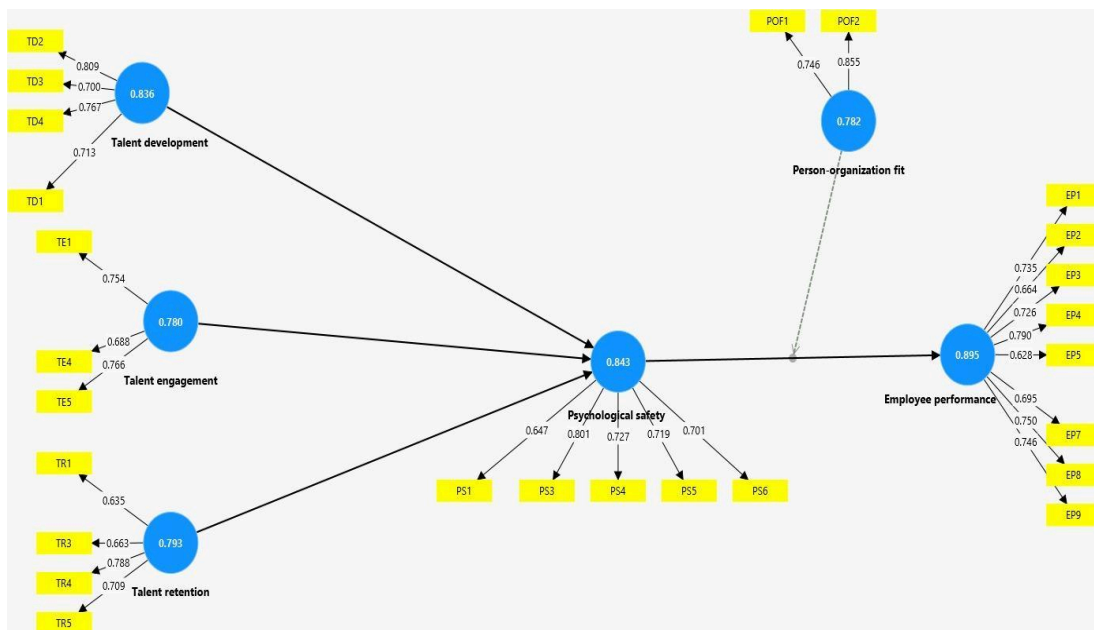 POF1
POF2
0.746
0.855
0.782
Person-organization fit
TD2
TD3
TD4
TD1
0.809
0.700
0.767
0.713
0.836
Talent development
TE1
TE4
TE5
0.754
0.688
0.766
0.780
Talent engagement
TR1
TR3
TR4
TR5
0.635
0.663
0.788
0.709
0.793
Talent retention
0.843
Psychological safety
0.647
0.801
0.727
0.719
0.701
PS1
PS3
PS4
PS5
PS6
0.895
Employee performance
0.735
0.664
0.726
0.790
0.628
0.695
0.750
0.746
EP1
EP2
EP3
EP4
EP5
EP7
EP8
EP9